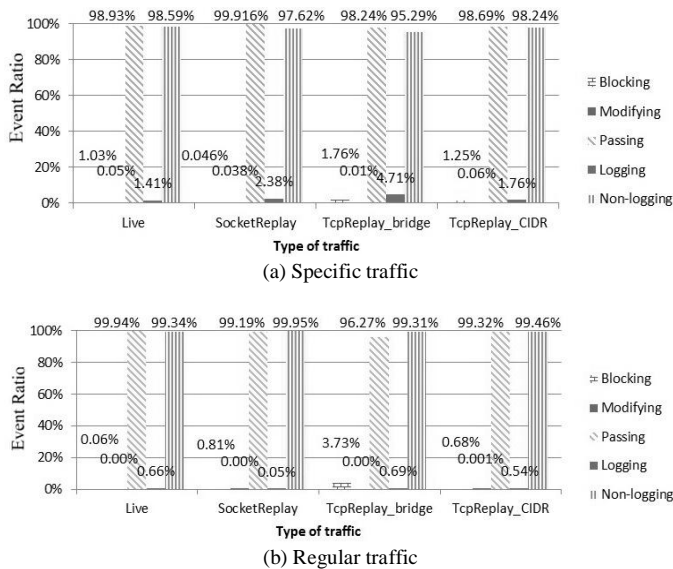 98.93% 98.59% 99.916% 97.62% 98.24% 95.29% 98.69% 98.24%
100%
80%
60%
40%
20%
0%
Event Ratio
1.03% 0.046% 1.76% 1.25%
0.05% 0.038% 0.01% 0.06%
1.41% 2.38% 4.71% 1.76%
Live SocketReplay TcpReplay_bridge TcpReplay_CIDR
Type of traffic
Blocking
Modifying
Passing
Logging
Non-logging
(a) Specific traffic
99.94% 99.34% 99.19% 99.95% 96.27% 99.31% 99.32% 99.46%
100%
80%
60%
40%
20%
0%
Event Ratio
0.06% 0.81% 3.73% 0.68%
0.00% 0.00% 0.00% 0.001%
0.66% 0.05% 0.69% 0.54%
Live SocketReplay TcpReplay_bridge TcpReplay_CIDR
Type of traffic
Blocking
Modifying
Passing
Logging
Non-logging
(b) Regular traffic